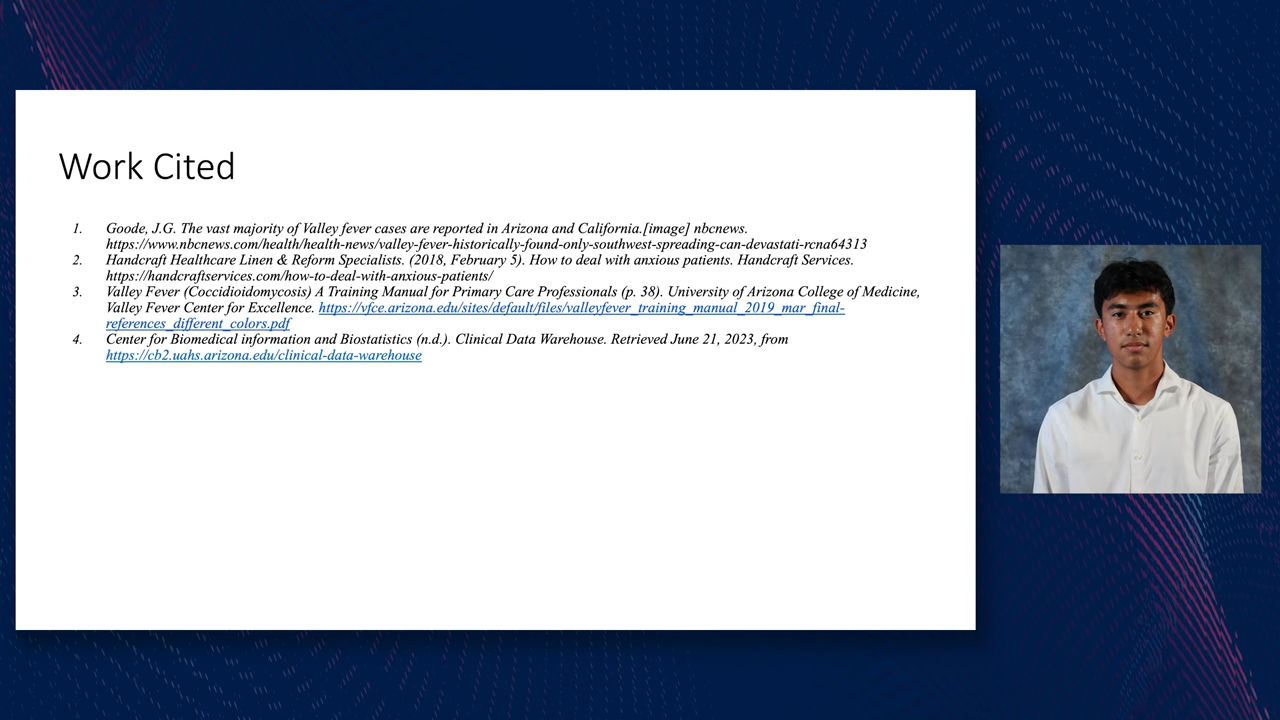 Work Cited
1. Goode, J.G. The vast majority of Valley fever cases are reported in Arizona and California.[image] nbcnews.
https://www.nbcnews.com/health/health-news/valley-fever-historically-found-only-southwest-spreading-can-devastati-rcna64313
2. Handcraft Healthcare Linen & Reform Specialists. (2018, February 5). How to deal with anxious patients. Handcraft Services.
https://handcraftservices.com/how-to-deal-with-anxious-patients/
3. Valley Fever (Coccidioidomycosis) A Training Manual for Primary Care Professionals (p. 38). University of Arizona College of Medicine,
Valley Fever Center for Excellence. https://vfce.arizona.edu/sites/default/files/valleyfever_training_manual_2019_mar_final-
references_different_colors.pdf
4. Center for Biomedical information and Biostatistics (n.d.). Clinical Data Warehouse. Retrieved June 21, 2023, from
https://cb2.uahs.arizona.edu/clinical-data-warehouse